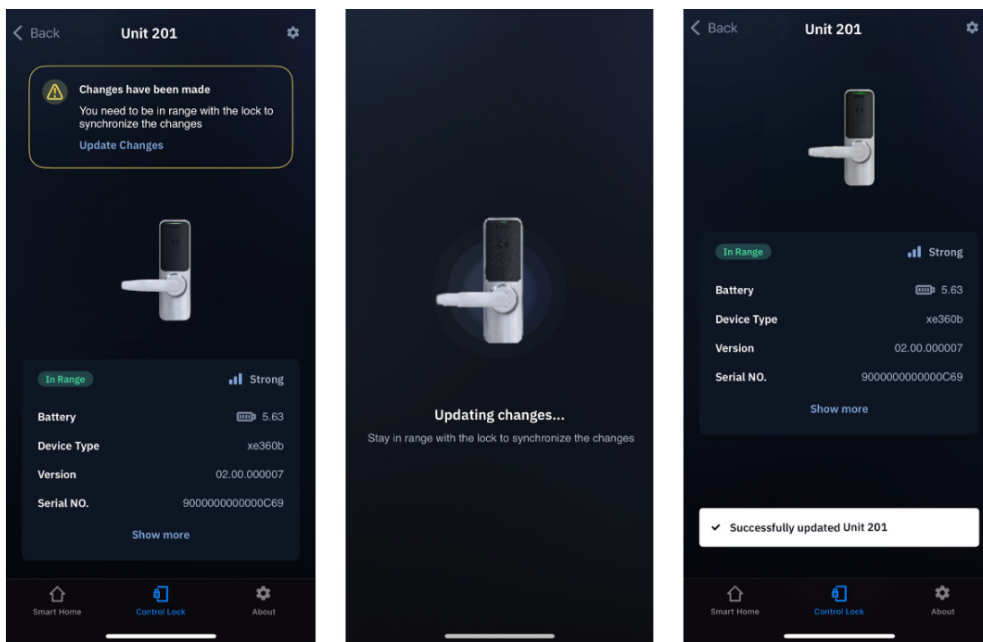 Back
Unit 201
Changes have been made
You need to be in range with the lock to
synchronize the changes
Update Changes
In Range
Strong
Battery
5.63
Device Type
xe360b
Version
02.00.000007
Serial NO.
9000000000000C69
Show more
Smart Home
Control Lock
About
Updating changes...
Stay in range with the lock to synchronize the changes
Back
Unit 201
In Range
Strong
Battery
5.63
Device Type
xe360b
Version
02.00.000007
Serial NO.
9000000000000C69
Show more
Successfully updated Unit 201
Smart Home
Control Lock
About